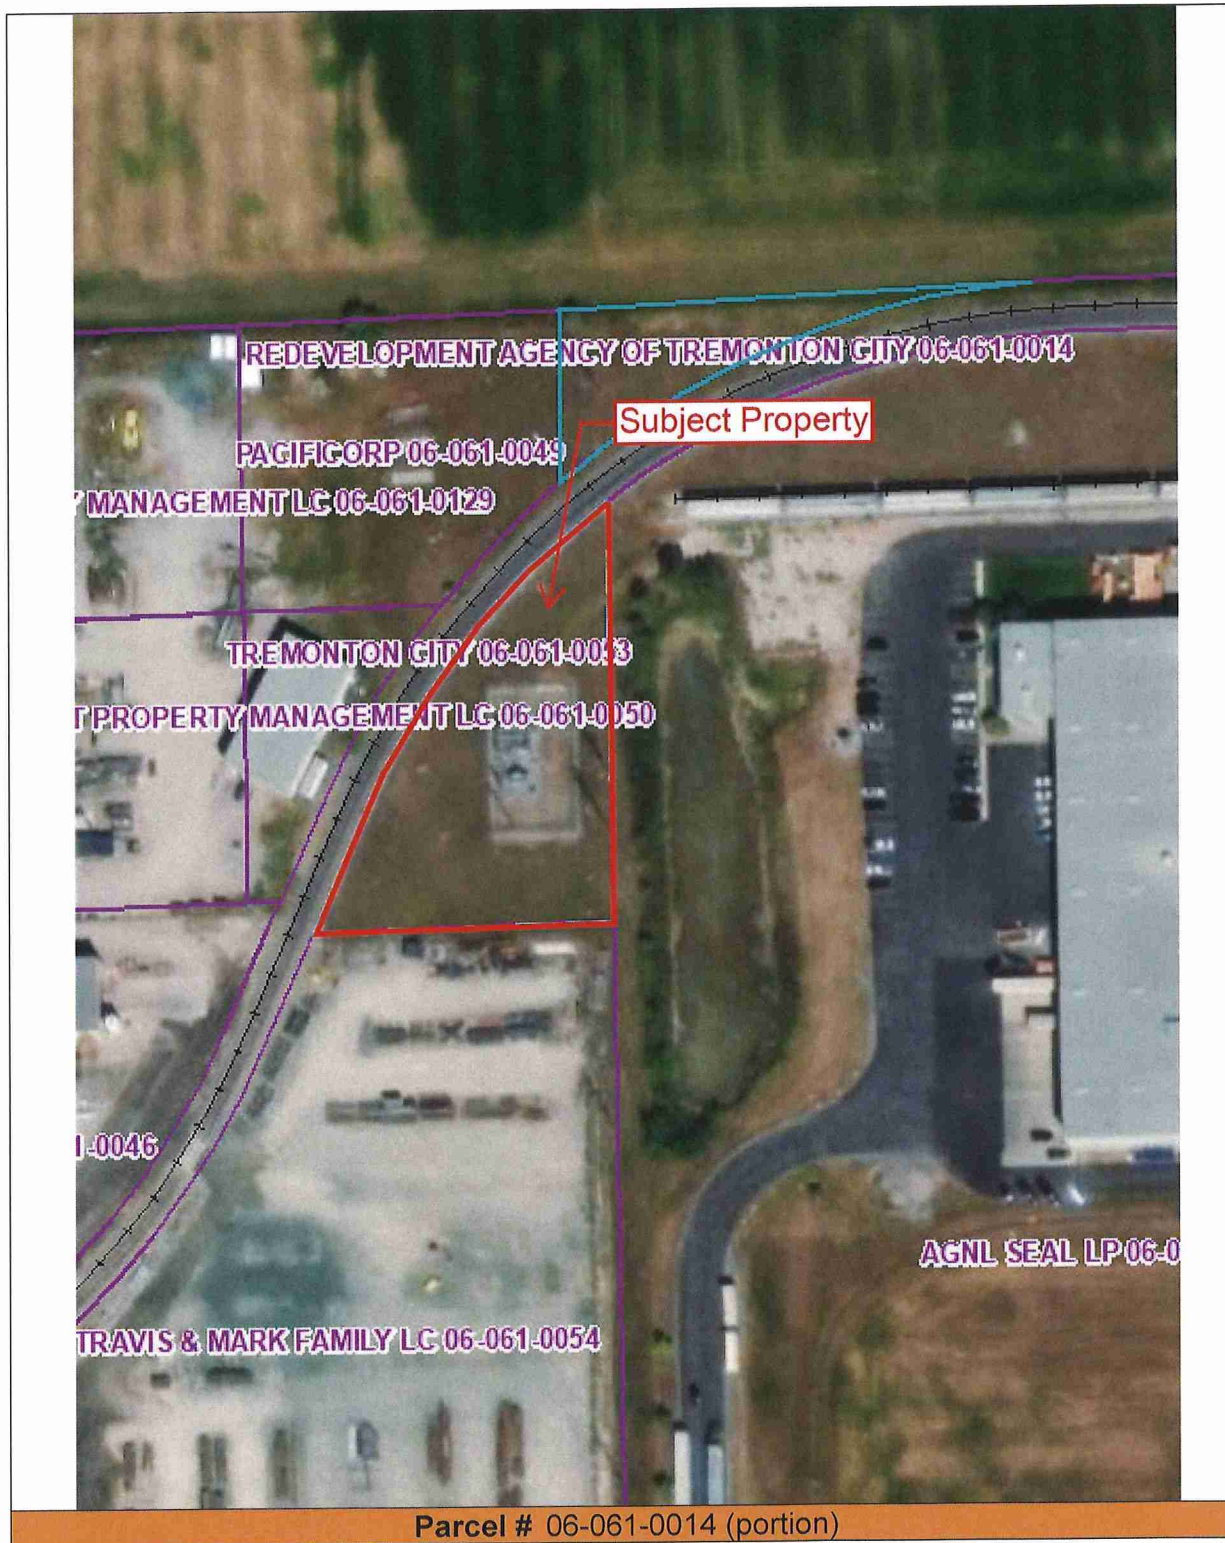 REDEVELOPMENT AGENCY OF TREMONTON CITY 06-061-0014
Subject Property
PACIFICORP 06-061-0049
Y MANAGEMENT LC 06-061-0129
TREMONTON CITY 06-061-0053
T PROPERTY MANAGEMENT LC 06-061-0050
1-0046
AGNL SEAL LP 06-0
TRAVIS & MARK FAMILY LC 06-061-0054
Parcel # 06-061-0014 (portion)